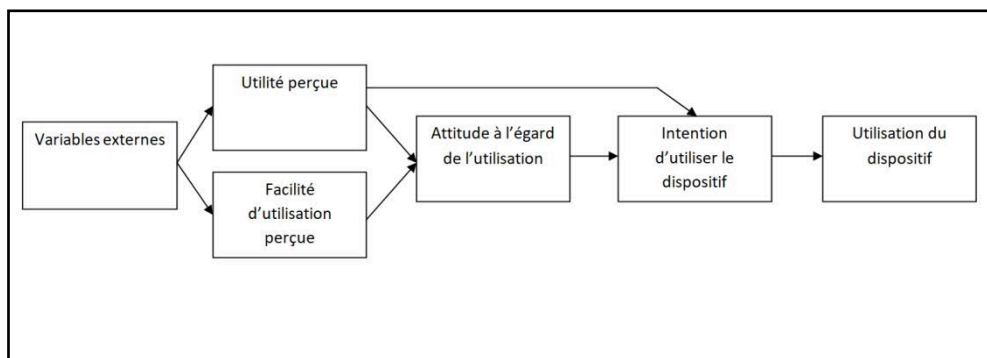 Utilité perçue
Variables externes
Facilité
d’utilisation
perçue
Attitude à l’égard
de l’utilisation
Intention
d’utiliser le
dispositif
Utilisation du
dispositif